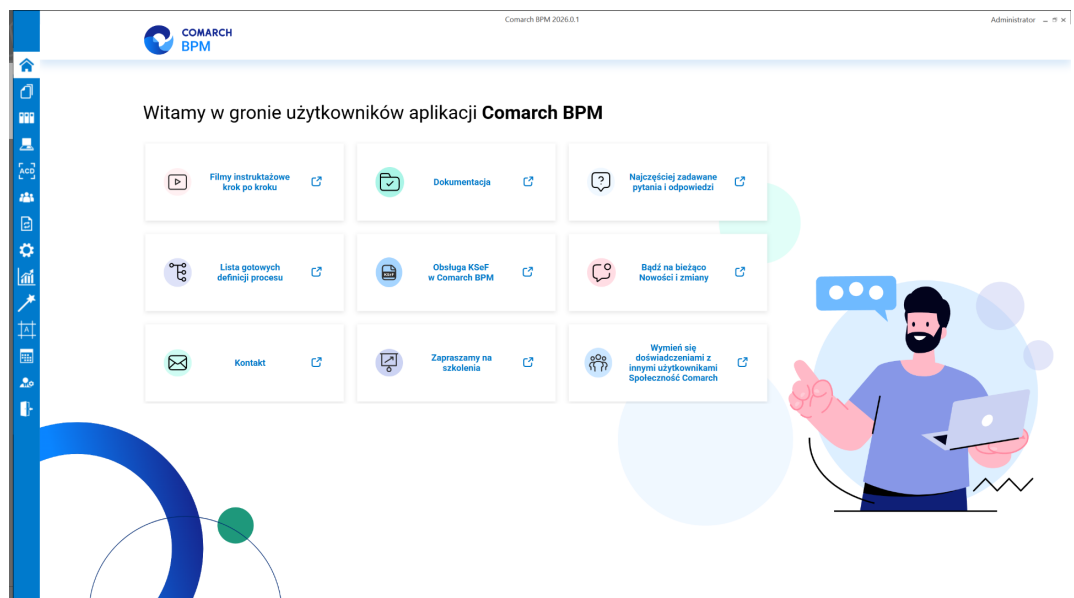 Comarch BPM 2026.0.1
Administrator
COMARCH
BPM
Witamy w gronie użytkowników aplikacji Comarch BPM
Filmy instruktażowe
krok po kroku
Dokumentacja
Najczęściej zadawane
pytania i odpowiedzi
Lista gotowych
definicji procesu
KSeF
Obsługa KSeF
w Comarch BPM
Bądź na bieżąco
Nowości i zmiany
Kontakt
Zapraszamy na
szkolenia
Wymień się
doświadczeniami z
innymi użytkownikami
Społeczność Comarch
ACD
A